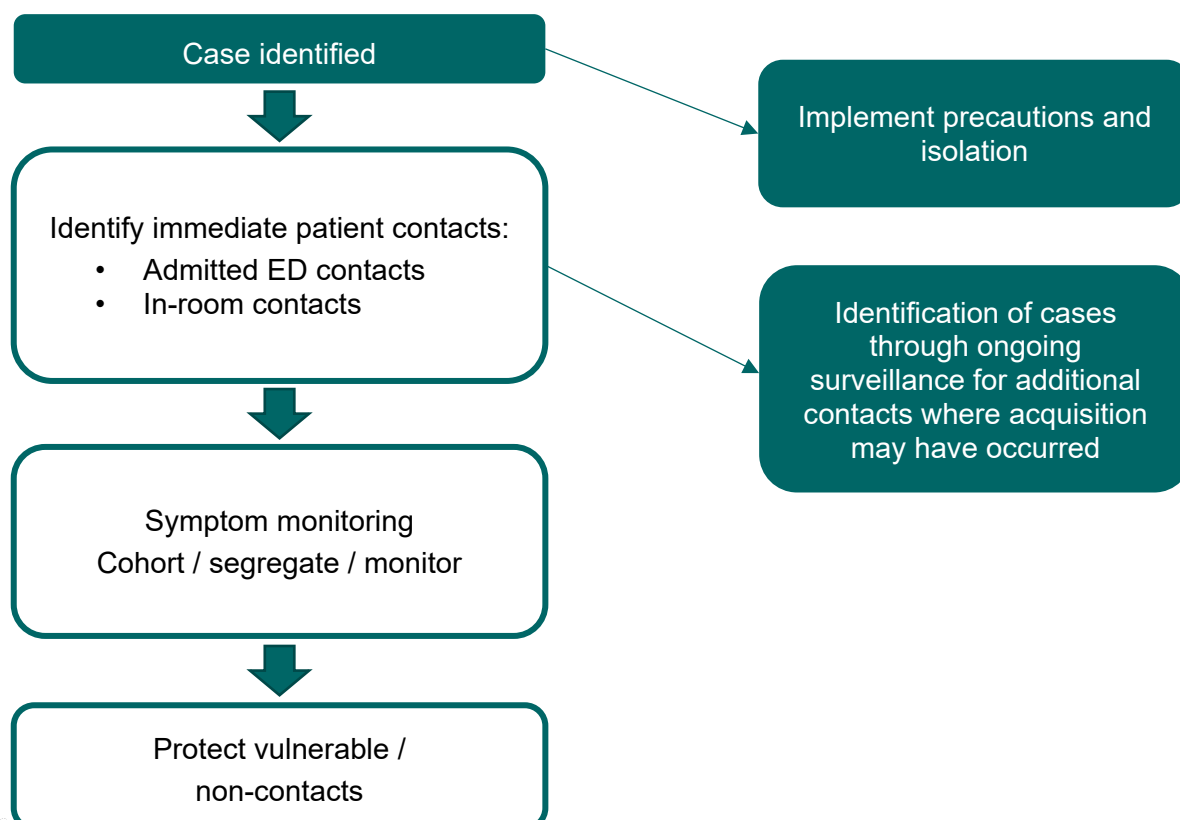 Case identified
Implement precautions and
isolation
Identify immediate patient contacts:
• Admitted ED contacts
• In-room contacts
Identification of cases
through ongoing
surveillance for additional
contacts where acquisition
may have occurred
Symptom monitoring
Cohort / segregate / monitor
Protect vulnerable /
non-contacts